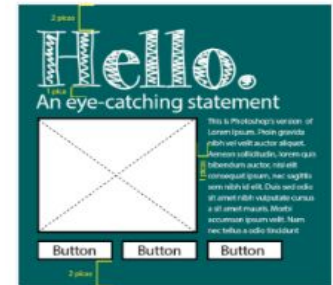 2 picas
Hello.
1 pica
An eye-catching statement
This is Photoshop's version of
Lorem Ipsum. Proin gravida
nibh vel velit auctor aliquet.
Aenean sollicitudin, lorem quis
bibendum auctor, nisi elit
consequat ipsum, nec sagittis
sem nibh id elit. Duis sed odio
sit amet nibh vulputate cursus
a sit amet mauris. Morbi
accumsan ipsum velit. Nam
nec tellus a odio tincidunt
1 pica
Button
Button
Button
2 picas